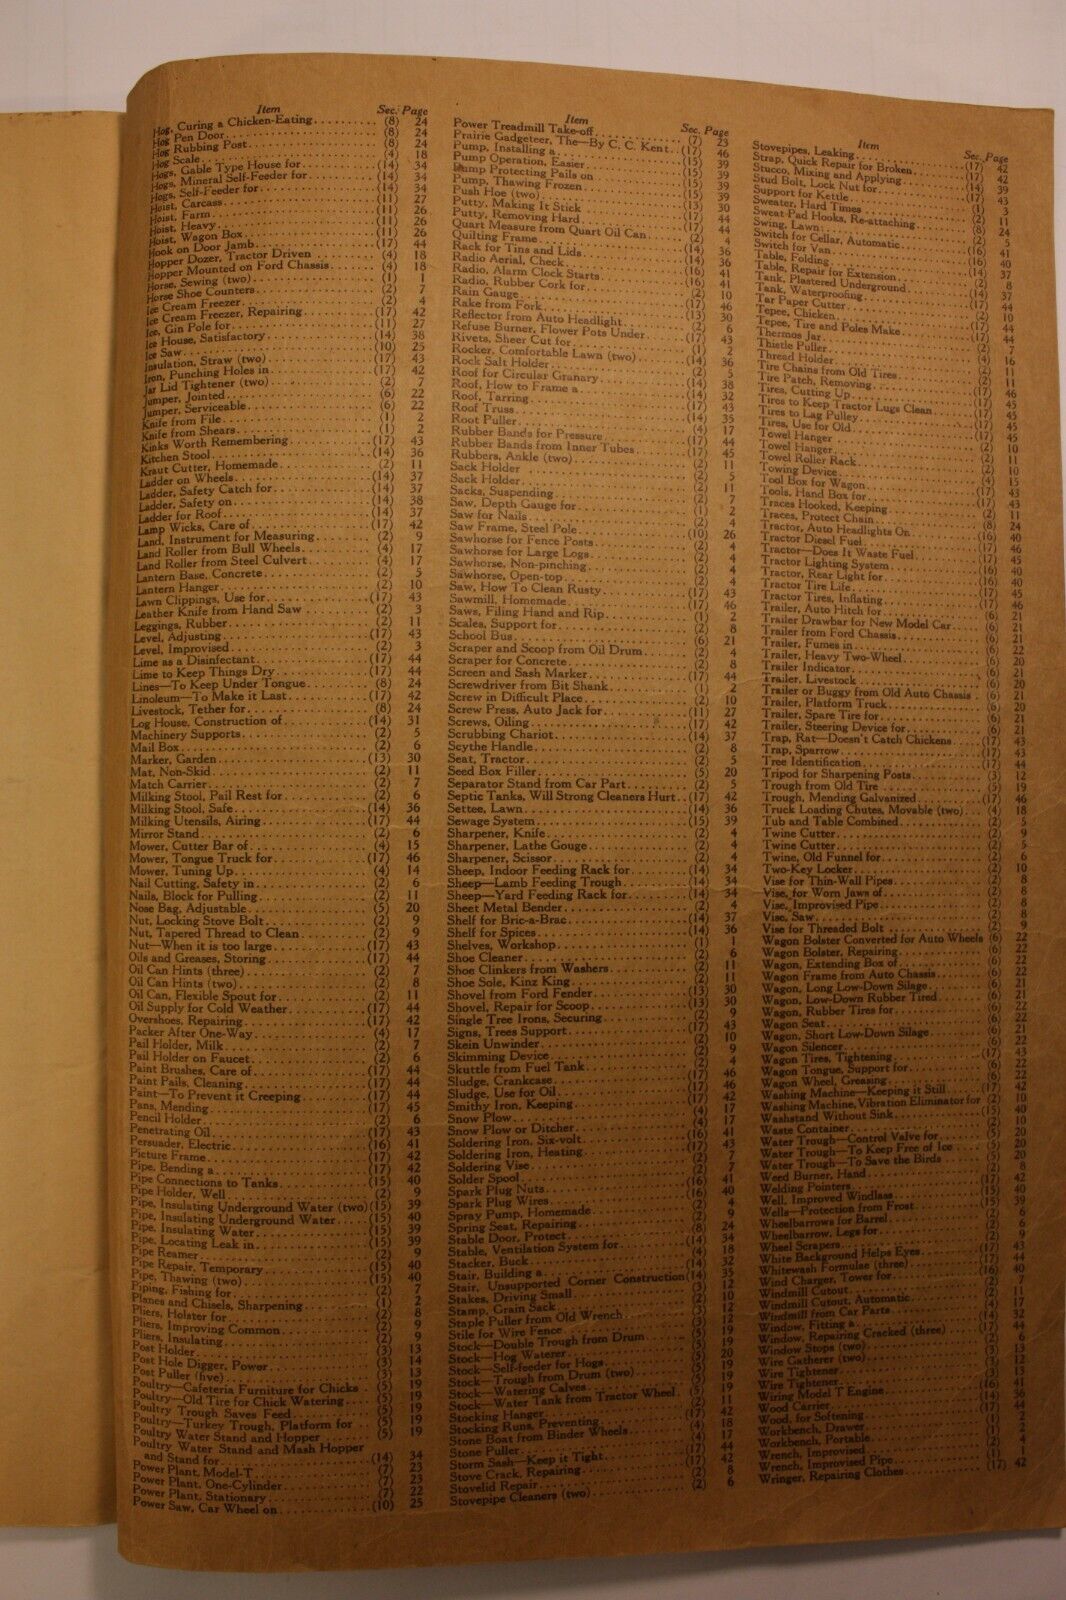 Item Sec. Page
Hog, Curing a Chicken-Eating (8) 24
Hog Pen Door (8) 24
Hog Rubbing Post (8) 24
Hog Scale (4) 18
Hogs, Gable Type House for (14) 34
Hogs, Mineral Self-Feeder for (14) 34
Hogs, Self-Feeder for (14) 34
Hoist, Carcass (11) 27
Hoist, Farm (11) 26
Hoist, Heavy (11) 26
Hoist, Wagon Box (11) 26
Hook on Door Jamb (17) 44
Hopper Dozer, Tractor Driven (4) 18
Hopper Mounted on Ford Chassis (4) 18
Horse, Sewing (two) (1) 1
Horse Shoe Counters (2) 7
Ice Cream Freezer (2) 4
Ice Cream Freezer, Repairing (17) 42
Ice, Gin Pole for (11) 27
Ice House, Satisfactory (14) 38
Ice Saw (10) 25
Insulation, Straw (two) (17) 43
Iron, Punching Holes in (17) 42
Jar Lid Tightener (two) (2) 7
Jumper, Jointed (6) 22
Jumper, Serviceable (6) 22
Knife from File (1) 2
Knife from Shears (1) 2
Kinks Worth Remembering (17) 43
Kitchen Stool (14) 36
Kraut Cutter, Homemade (2) 11
Ladder on Wheels (14) 37
Ladder, Safety Catch for (14) 37
Ladder, Safety on (14) 38
Ladder for Roof (14) 37
Lamp Wicks, Care of (17) 42
Land, Instrument for Measuring (2) 9
Land Roller from Bull Wheels (4) 17
Land Roller from Steel Culvert (4) 17
Lantern Base, Concrete (2) 5
Lantern Hanger (2) 10
Lawn Clippings, Use for (17) 43
Leather Knife from Hand Saw (2) 3
Leggings, Rubber (2) 11
Level, Adjusting (17) 43
Level, Improvised (2) 3
Lime as a Disinfectant (17) 44
Lime to Keep Things Dry (17) 44
Lines—To Keep Under Tongue (8) 24
Linoleum—To Make it Last (17) 42
Livestock, Tether for (8) 24
Log House, Construction of (14) 31
Machinery Supports (2) 5
Mail Box (2) 6
Marker, Garden (13) 30
Mat, Non-Skid (2) 11
Match Carrier (2) 7
Milking Stool, Pail Rest for (2) 6
Milking Stool, Safe (14) 36
Milking Utensils, Airing (17) 44
Mirror Stand (2) 6
Mower, Cutter Bar of (4) 15
Mower, Tongue Truck for (17) 46
Mower, Tuning Up (4) 14
Nail Cutting, Safety in (2) 6
Nails, Block for Pulling (2) 11
Nose Bag, Adjustable (5) 20
Nut, Locking Stove Bolt (2) 9
Nut, Tapered Thread to Clean (2) 9
Nut—When it is too large (17) 43
Oils and Greases, Storing (17) 44
Oil Can Hints (three) (2) 7
Oil Can Hints (two) (2) 8
Oil Can, Flexible Spout for (2) 11
Oil Supply for Cold Weather (17) 44
Overshoes, Repairing (17) 42
Packer After One-Way (4) 17
Pail Holder, Milk (2) 7
Pail Holder on Faucet (2) 6
Paint Brushes, Care of (17) 44
Paint Pails, Cleaning (17) 44
Paint—To Prevent it Creeping (17) 44
Pans, Mending (17) 45
Pencil Holder (2) 6
Penetrating Oil (17) 43
Persuader, Electric (16) 41
Picture Frame (17) 42
Pipe, Bending a (17) 42
Pipe Connections to Tanks (15) 40
Pipe Holder, Well (2) 9
Pipe, Insulating Underground Water (two) (15) 39
Pipe, Insulating Underground Water (15) 40
Pipe, Insulating Water (15) 39
Pipe, Locating Leak in (15) 39
Pipe Reamer (2) 9
Pipe Repair, Temporary (15) 40
Pipe, Thawing (two) (15) 40
Piping, Fishing for (2) 7
Planes and Chisels, Sharpening (1) 2
Pliers, Holster for (2) 8
Pliers, Improving Common (2) 9
Pliers, Insulating (2) 9
Post Holder (3) 13
Post Hole Digger, Power (3) 14
Post Puller (five) (3) 13
Poultry—Cafeteria Furniture for Chicks (5) 19
Poultry—Old Tire for Chick Watering (5) 19
Poultry Trough Saves Feed (5) 19
Poultry—Turkey Trough, Platform for (5) 19
Poultry Water Stand and Hopper (5) 19
Poultry Water Stand and Mash Hopper
and Stand for (14) 34
Power Plant, Model-T (7) 23
Power Plant, One-Cylinder (7) 23
Power Plant, Stationary (7) 22
Power Saw, Car Wheel on (10) 25
Item Sec. Page
Power Treadmill Take-off (7) 23
Prairie Gadgeteer, The—By C. C. Kent (17) 46
Pump, Installing a (15) 39
Pump Operation, Easier (15) 39
Pump Protecting Pails on (15) 39
Pump, Thawing Frozen (15) 39
Push Hoe (two) (13) 30
Putty, Making It Stick (17) 44
Putty, Removing Hard (17) 44
Quart Measure from Quart Oil Can (2) 4
Quilting Frame (14) 36
Rack for Tins and Lids (14) 36
Radio Aerial, Check (16) 41
Radio, Alarm Clock Starts (16) 41
Radio, Rubber Cork for (2) 10
Rain Gauge (17) 46
Rake from Fork (13) 30
Reflector from Auto Headlight (2) 6
Refuse Burner, Flower Pots Under (17) 43
Rivets, Sheer Cut for (1) 2
Rocker, Comfortable Lawn (two) (14) 36
Rock Salt Holder (2) 5
Roof for Circular Granary (14) 38
Roof, How to Frame a (14) 32
Roof, Tarring (17) 43
Roof Truss (14) 35
Root Puller (4) 17
Rubber Bands for Pressure (17) 44
Rubber Bands from Inner Tubes (17) 45
Rubbers, Ankle (two) (2) 11
Sack Holder (2) 5
Sack Holder (2) 11
Sacks, Suspending (2) 7
Saw, Depth Gauge for (1) 2
Saw for Nails (2) 4
Saw Frame, Steel Pole (10) 26
Sawhorse for Fence Posts (2) 4
Sawhorse for Large Logs (2) 4
Sawhorse, Non-pinching (2) 4
Sawhorse, Open-top (2) 4
Saw, How To Clean Rusty (17) 43
Sawmill, Homemade (17) 46
Saws, Filing Hand and Rip (1) 2
Scales, Support for (2) 8
School Bus (6) 21
Scraper and Scoop from Oil Drum (2) 4
Scraper for Concrete (2) 8
Screen and Sash Marker (17) 44
Screwdriver from Bit Shank (1) 2
Screw in Difficult Place (2) 10
Screw Press, Auto Jack for (11) 27
Screws, Oiling (17) 42
Scrubbing Chariot (14) 37
Scythe Handle (2) 8
Seat, Tractor (2) 5
Seed Box Filler (5) 20
Separator Stand from Car Part (2) 5
Septic Tanks, Will Strong Cleaners Hurt (17) 42
Settee, Lawn (14) 36
Sewage System (15) 39
Sharpener, Knife (2) 4
Sharpener, Lathe Gouge (2) 4
Sharpener, Scissor (2) 4
Sheep, Indoor Feeding Rack for (14) 34
Sheep—Lamb Feeding Trough (14) 34
Sheep—Yard Feeding Rack for (14) 34
Sheet Metal Bender (2) 4
Shelf for Bric-a-Brac (14) 37
Shelf for Spices (14) 36
Shelves, Workshop (1) 1
Shoe Cleaner (2) 6
Shoe Clinkers from Washers (2) 11
Shoe Sole, Kinz King (2) 11
Shovel from Ford Fender (13) 30
Shovel, Repair for Scoop (13) 30
Single Tree Irons, Securing (2) 9
Signs, Trees Support (17) 43
Skein Unwinder (2) 10
Skimming Device (2) 9
Skuttle from Fuel Tank (2) 4
Sludge, Crankcase (17) 46
Sludge, Use for Oil (17) 46
Smithy Iron, Keeping (17) 42
Snow Plow (4) 17
Snow Plow or Ditcher (4) 17
Soldering Iron, Six-volt (16) 41
Soldering Iron, Heating (17) 43
Soldering Vise (2) 7
Solder Spool (2) 7
Spark Plug Nuts (16) 41
Spark Plug Wires (16) 40
Spray Pump, Homemade (2) 4
Spring Seat, Repairing (2) 9
Stable Door, Protect (8) 24
Stable, Ventilation System for (14) 34
Stacker, Buck (4) 18
Stair, Building a (14) 32
Stair, Unsupported Corner Construction (14) 35
Stakes, Driving Small (3) 12
Stamp, Grain Sack (2) 10
Staple Puller from Old Wrench (3) 12
Stile for Wire Fence (3) 12
Stock—Double Trough from Drum (5) 19
Stock—Hog Waterer (5) 19
Stock—Self-feeder for Hogs (5) 20
Stock—Trough from Drum (two) (5) 19
Stock—Watering Calves (5) 19
Stock—Water Tank from Tractor Wheel (5) 19
Stocking Hanger (2) 11
Stocking Runs, Preventing (17) 42
Stone Boat from Binder Wheels (4) 18
Stone Puller (4) 17
Storm Sash—Keep it Tight (17) 44
Stove Crack, Repairing (17) 42
Stovelid Repair (2) 8
Stovepipe Cleaners (two) (2) 6
Item Sec. Page
Stovepipes, Leaking (17) 42
Strap, Quick Repair for Broken (17) 42
Stucco, Mixing and Applying (14) 39
Stud Bolt, Lock Nut for (17) 43
Support for Kettle (1) 3
Sweater, Hard Times (2) 11
Sweat Pad Hooks, Re-attaching (8) 24
Swing, Lawn (2) 5
Switch for Cellar, Automatic (16) 41
Switch for Van (16) 40
Table, Folding (14) 37
Table, Repair for Extension (2) 8
Tank, Plastered Underground (14) 37
Tank, Waterproofing (17) 44
Tar Paper Cutter (2) 10
Tepee, Chicken (17) 44
Tepee, Tire and Poles Make (17) 44
Thermos Jar (2) 7
Thistle Puller (4) 16
Thread Holder (2) 11
Tire Chains from Old Tires (2) 11
Tire Patch, Removing (17) 46
Tires, Cutting Up (17) 45
Tires to Keep Tractor Lugs Clean (17) 45
Tires to Lag Pulley (17) 45
Tires, Use for Old (17) 45
Towel Hanger (2) 10
Towel Hanger (2) 11
Towel Roller Rack (2) 10
Towing Device (4) 15
Tool Box for Wagon (17) 43
Tools, Hand Box for (17) 43
Traces Hooked, Keeping (2) 11
Traces, Protect Chain (8) 24
Tractor, Auto Headlights On (16) 40
Tractor Diesel Fuel (17) 46
Tractor—Does It Waste Fuel (17) 45
Tractor Lighting System (16) 40
Tractor, Rear Light for (16) 40
Tractor Tire Life (17) 45
Tractor Tires, Inflating (17) 46
Trailer, Auto Hitch for (6) 21
Trailer Drawbar for New Model Car (6) 21
Trailer from Ford Chassis (6) 21
Trailer, Fumes in (6) 22
Trailer, Heavy Two-Wheel (6) 20
Trailer Indicator (6) 21
Trailer, Livestock (6) 20
Trailer or Buggy from Old Auto Chassis (6) 21
Trailer, Platform Truck (6) 20
Trailer, Spare Tire for (6) 21
Trailer, Steering Device for (6) 21
Trap, Rat—Doesn't Catch Chickens (17) 43
Trap, Sparrow (17) 43
Tree Identification (17) 44
Tripod for Sharpening Posts (3) 12
Trough from Old Tire (5) 19
Trough, Mending Galvanized (17) 46
Truck Loading Chutes, Movable (two) (4) 18
Tub and Table Combined (2) 5
Twine Cutter (2) 9
Twine Cutter (2) 5
Twine, Old Funnel for (2) 6
Two-Key Locker (2) 10
Vise for Thin-Wall Pipes (2) 8
Vise, for Worn Jaws of (2) 8
Vise, Improvised Pipe (2) 8
Vise, Saw (2) 8
Vise for Threaded Bolt (2) 9
Wagon Bolster Converted for Auto Wheels (6) 22
Wagon Bolster, Repairing (6) 22
Wagon, Extending Box of (6) 22
Wagon Frame from Auto Chassis (6) 22
Wagon, Long Low-Down Silage (6) 21
Wagon, Low-Down Rubber Tired (6) 21
Wagon, Rubber Tires for (6) 22
Wagon Seat (6) 22
Wagon, Short Low-Down Silage (6) 21
Wagon Silencer (6) 22
Wagon Tires, Tightening (17) 43
Wagon Tongue, Support for (6) 22
Wagon Wheel, Greasing (6) 22
Washing Machine—Keeping it Still (17) 42
Washing Machine, Vibration Eliminator for (2) 10
Washstand Without Sink (15) 40
Waste Container (2) 10
Water Trough—Control Valve for (5) 20
Water Trough—To Keep Free of Ice (5) 20
Water Trough—To Save the Birds (5) 20
Weed Burner, Hand (2) 8
Welding Pointers (17) 42
Well, Improved Windlass (15) 40
Wells—Protection from Frost (15) 39
Wheelbarrows for Barrel (2) 6
Wheelbarrow, Legs for (2) 6
Wheel Scrapers (2) 9
White Background Helps Eyes (17) 43
Whitewash Formulae (three) (17) 44
Wind Charger, Tower for (16) 40
Windmill Cutout (2) 7
Windmill Cutout, Automatic (2) 11
Windmill from Car Parts (4) 17
Window, Fitting a (14) 32
Window, Repairing Cracked (three) (17) 44
Window Stops (two) (2) 6
Wire Gatherer (two) (3) 13
Wire Tightener (3) 12
Wire Tightener (3) 13
Wiring Model T Engine (16) 41
Wood Carrier (14) 36
Wood, for Softening (17) 44
Workbench, Drawer (1) 2
Workbench, Portable (1) 2
Wrench, Improvised (2) 4
Wrench, Improvised Pipe (1) 1
Wringer, Repairing Clothes (17) 42